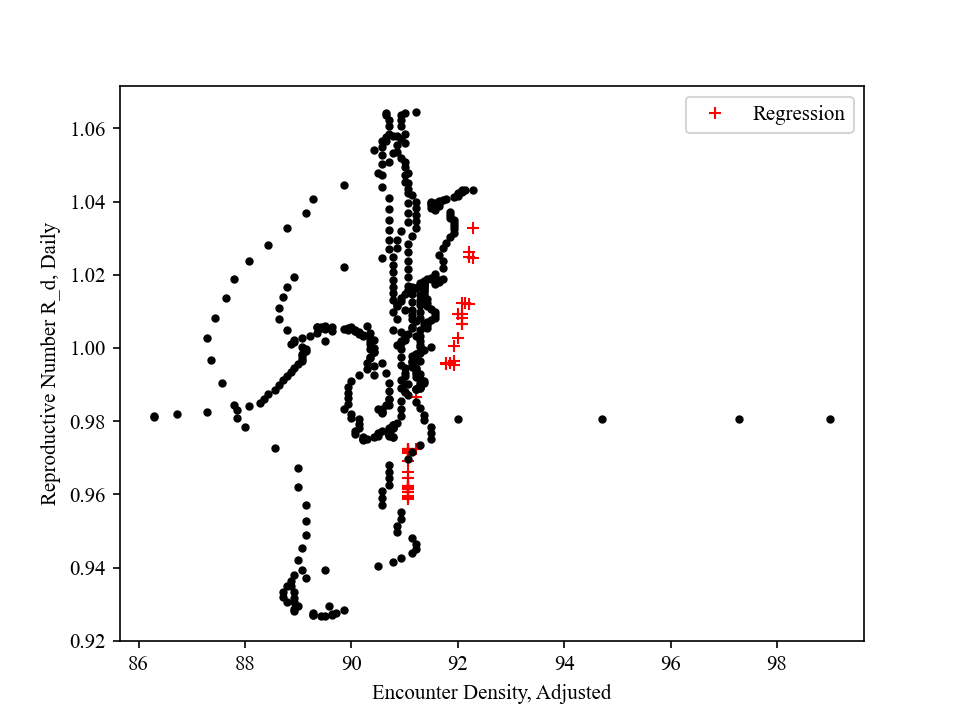 Regression
1.06
1.04
1.02
1.00
0.98
0.96
0.94
0.92
Reproductive Number R_d, Daily
86 88 90 92 94 96 98
Encounter Density, Adjusted